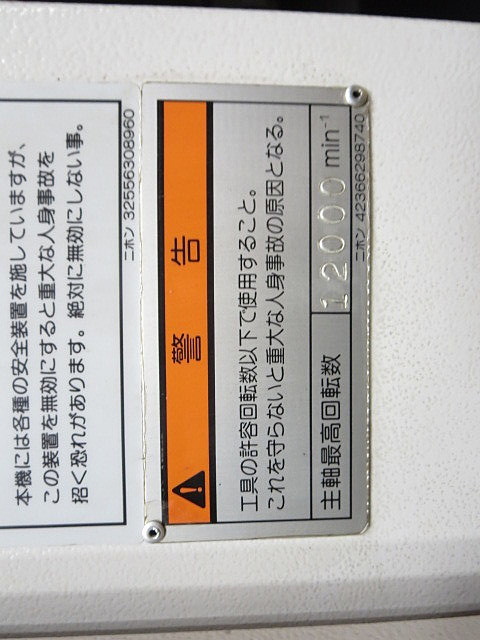 本機には各種の安全装置を施していますが、
この装置を無効にすると重大な人身事故を
招く恐れがあります。絶対に無効にしない事。
ニホン 32556308960
警告
工具の許容回転数以下で使用すること。
これを守らないと重大な人身事故の原因となる。
主軸最高回転数 12000 min⁻¹
ニホン 42366298740